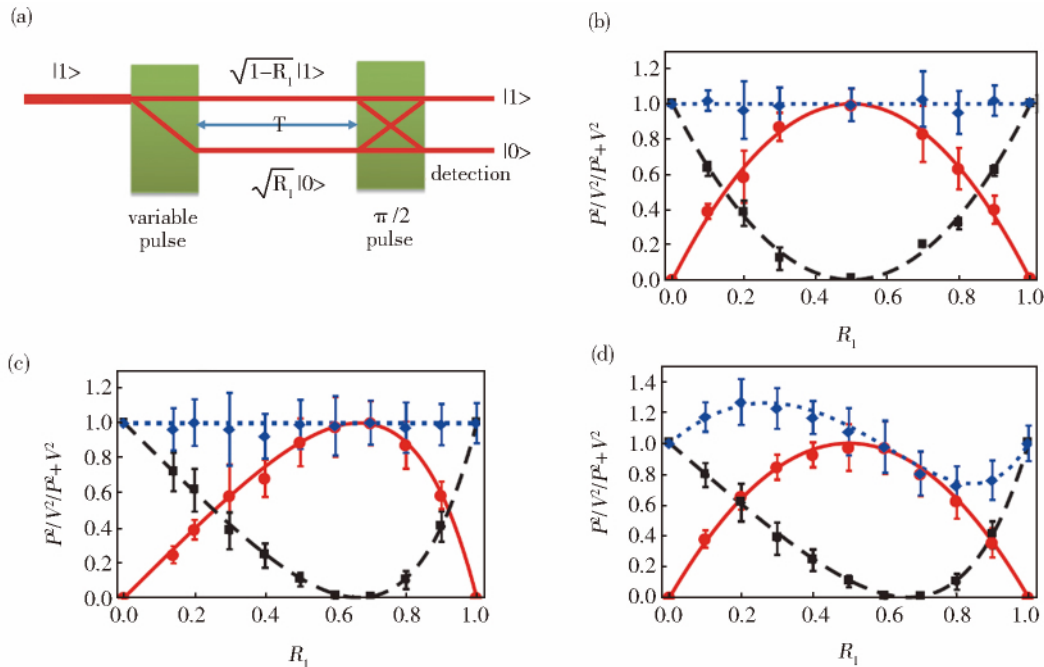 (a)
|1>
√1−R₁ |1>
|1>
T
|0>
√R₁ |0>
detection
variable
pulse
π/2
pulse
(b)
P²/V²/P²+V²
1.2
1.0
0.8
0.6
0.4
0.2
0.0
0.0 0.2 0.4 0.6 0.8 1.0
R₁
(c)
P²/V²/P²+V²
1.2
1.0
0.8
0.6
0.4
0.2
0.0
0.0 0.2 0.4 0.6 0.8 1.0
R₁
(d)
P²/V²/P²+V²
1.4
1.2
1.0
0.8
0.6
0.4
0.2
0.0
0.0 0.2 0.4 0.6 0.8 1.0
R₁